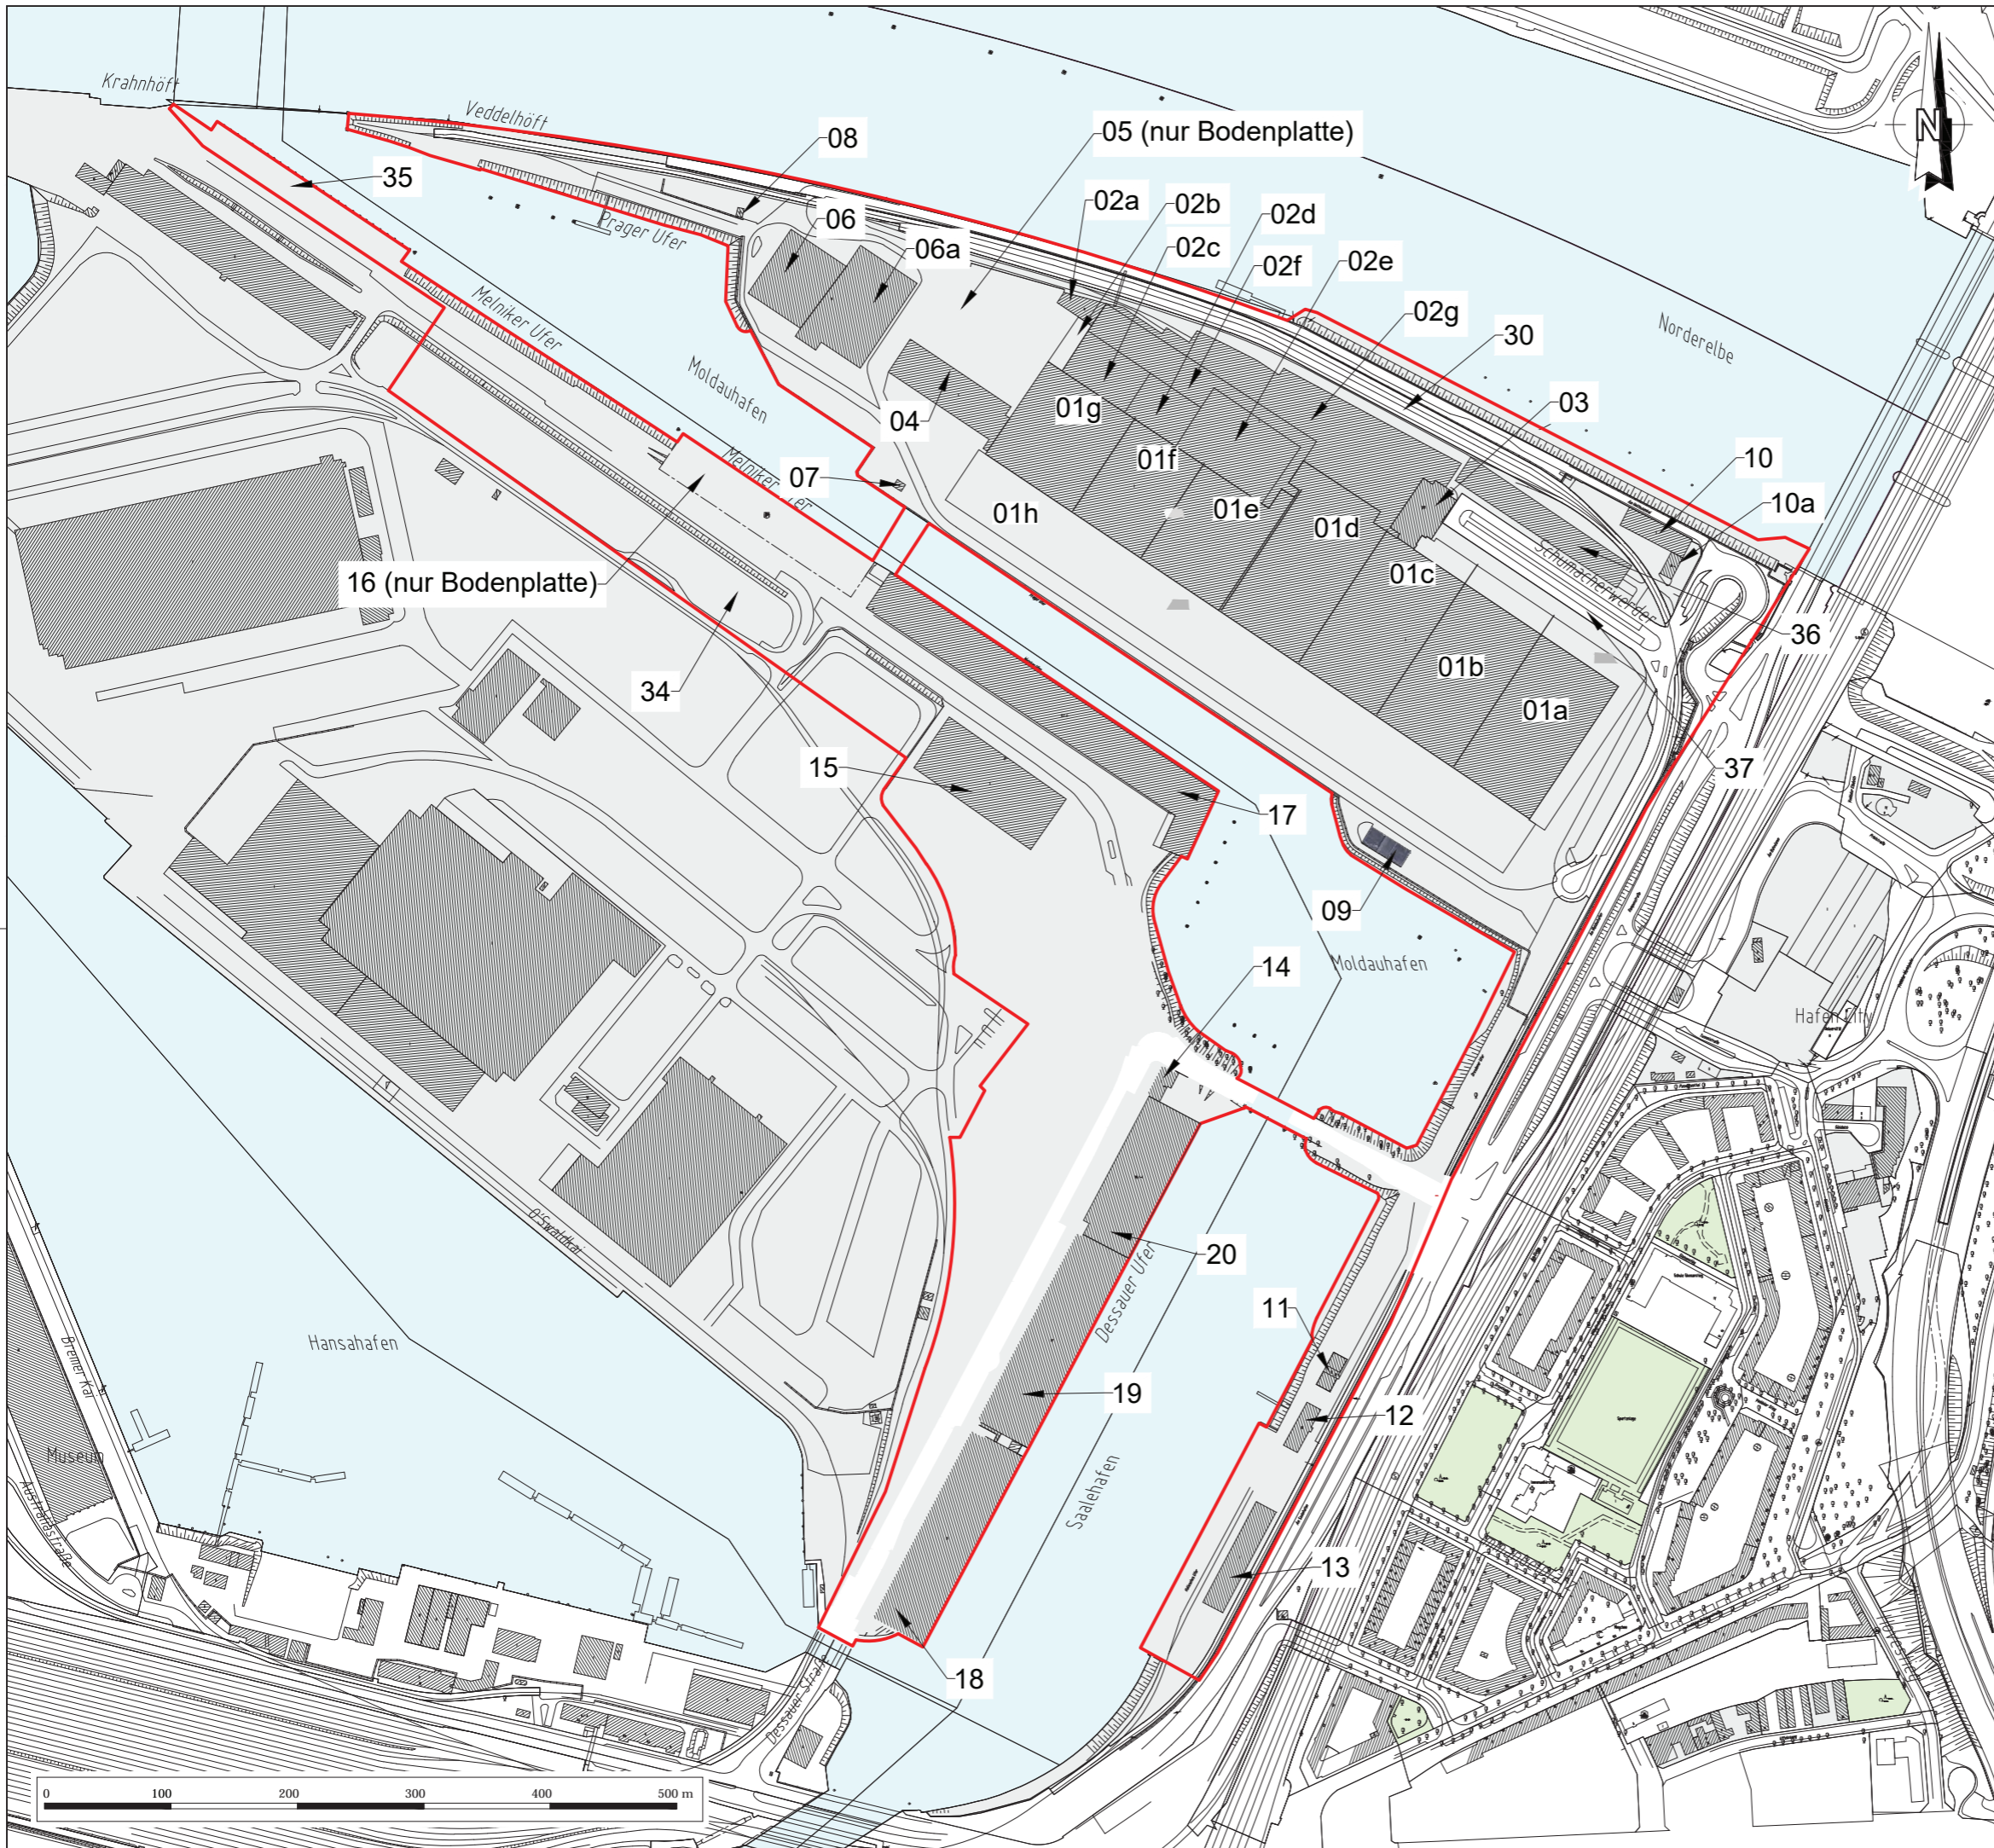 Krahnhöft
Veddelhöft
N
08
05 (nur Bodenplatte)
35
02a
02b
02d
06
Prager Ufer
02c
06a
02f
02e
02g
Norderelbe
Melniker Ufer
30
Moldauhafen
03
01g
04
01f
10
Melniker Ufer
07
10a
01h
01e
01d
Schumacherwerder
16 (nur Bodenplatte)
01c
36
01b
34
01a
15
37
17
09
14
Moldauhafen
Hafen City
O'Swaldkai
20
Dessauer Ufer
11
Hansahafen
Bremer Kai
19
12
Museum
Saalehafen
Australiastraße
13
18
Dessauer Straße
0 100 200 300 400 500 m